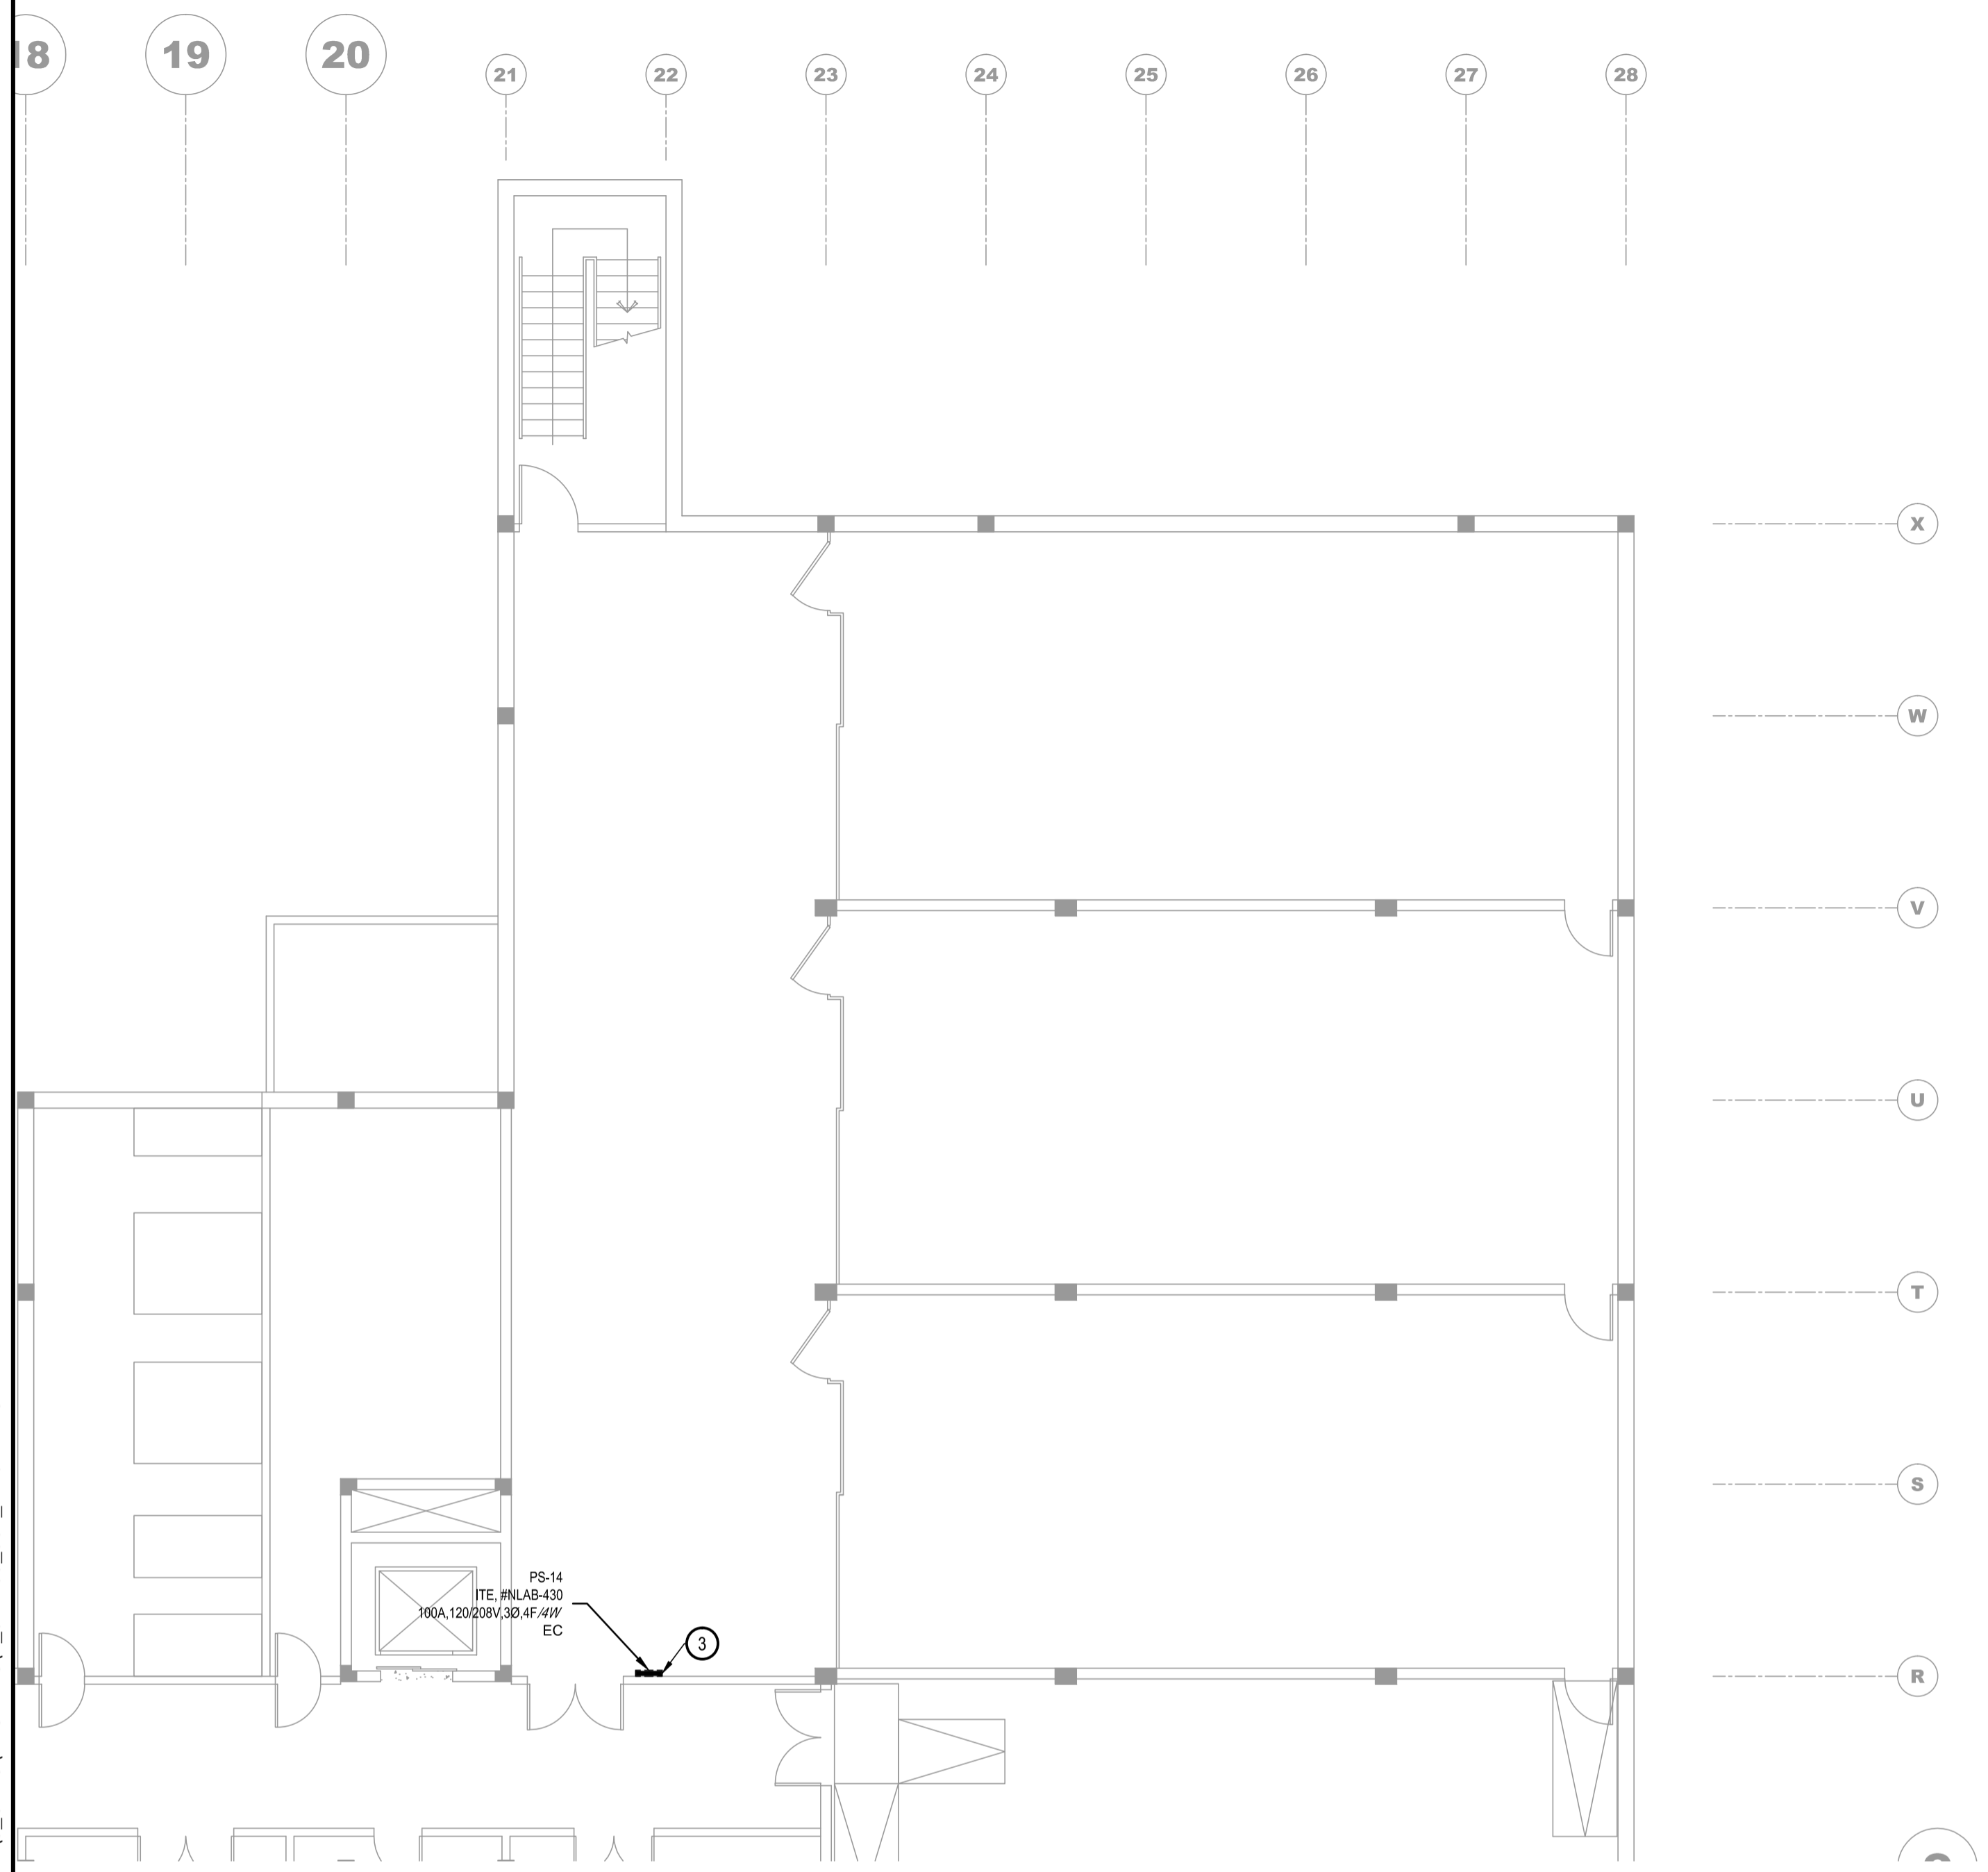 18 19 20 21 22 23 24 25 26 27 28
X
W
V
U
T
S
PS-14
ITE, #NLAB-430
100A,120/208V,3Ø,4F/4W
EC
3
R